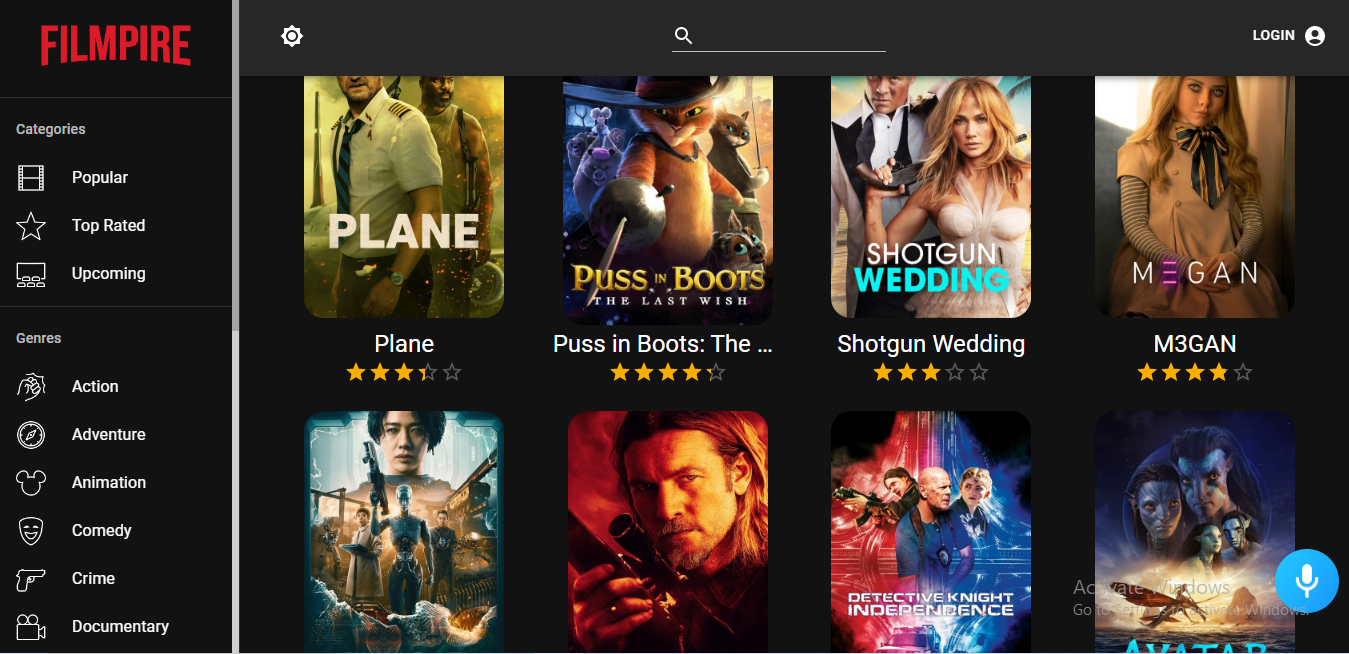 FILMPIRE
LOGIN
Categories
Popular
Top Rated
Upcoming
Genres
Action
Adventure
Animation
Comedy
Crime
Documentary
PLANE
PUSS IN BOOTS
THE LAST WISH
SHOTGUN
WEDDING
M3GAN
Plane
Puss in Boots: The ...
Shotgun Wedding
M3GAN
DETECTIVE KNIGHT
INDEPENDENCE
AVATAR
Activate Windows
Go to Settings to activate Windows.